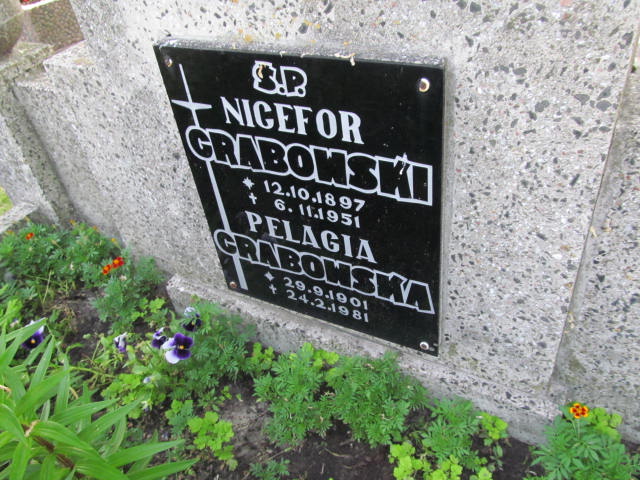 Ś.P.
NICEFOR
GRABOWSKI
* 12.10.1897
+ 6.11.1951
PELAGIA
GRABOWSKA
* 29.9.1901
+ 24.2.1981